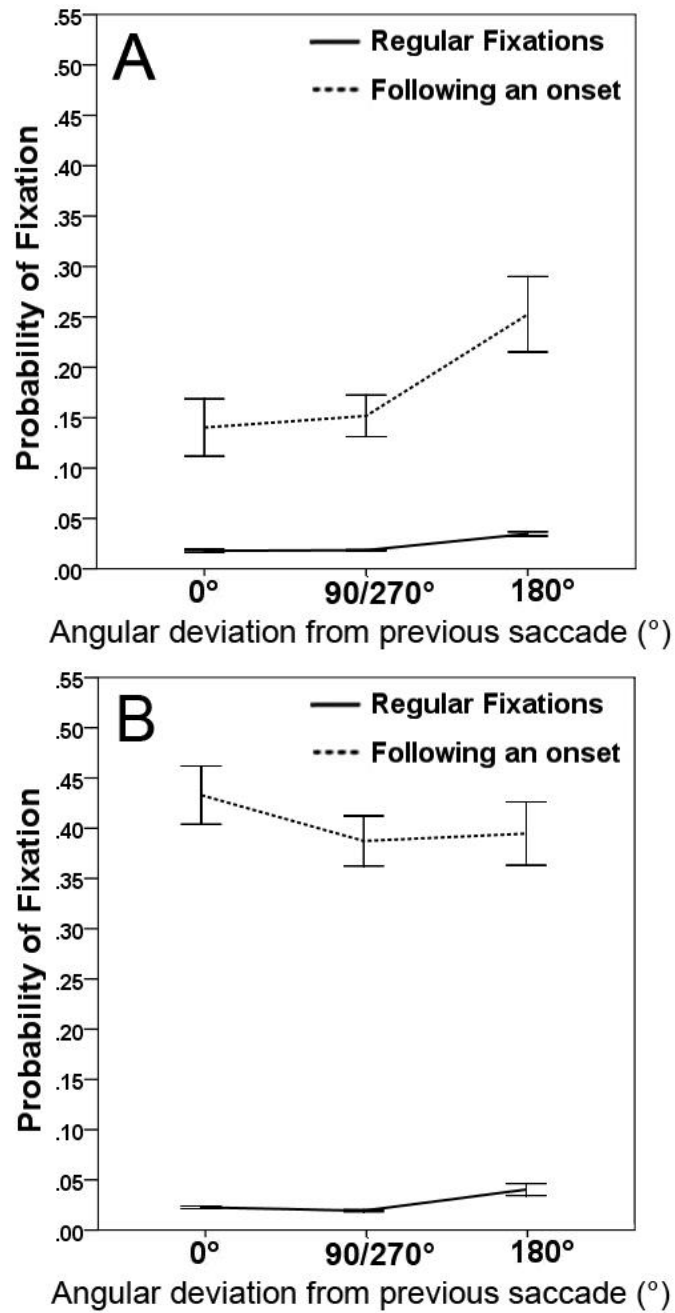 A
Regular Fixations
Following an onset
Probability of Fixation
.55
.50
.45
.40
.35
.30
.25
.20
.15
.10
.05
.00
0° 90/270° 180°
Angular deviation from previous saccade (°)
B
Regular Fixations
Following an onset
Probability of Fixation
.55
.50
.45
.40
.35
.30
.25
.20
.15
.10
.05
.00
0° 90/270° 180°
Angular deviation from previous saccade (°)